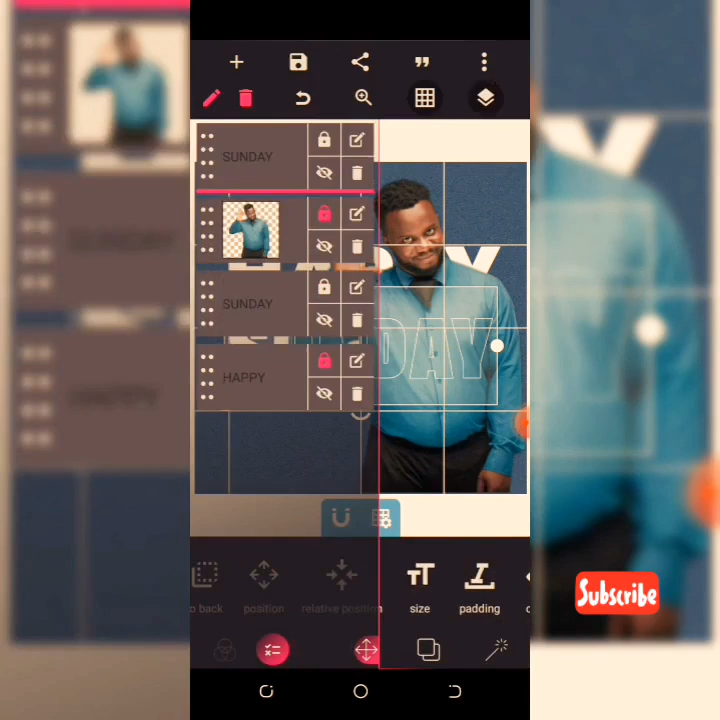 SUNDAY
SUNDAY
HAPPY
DAY
o back
position
relative position
size
padding
Subscribe